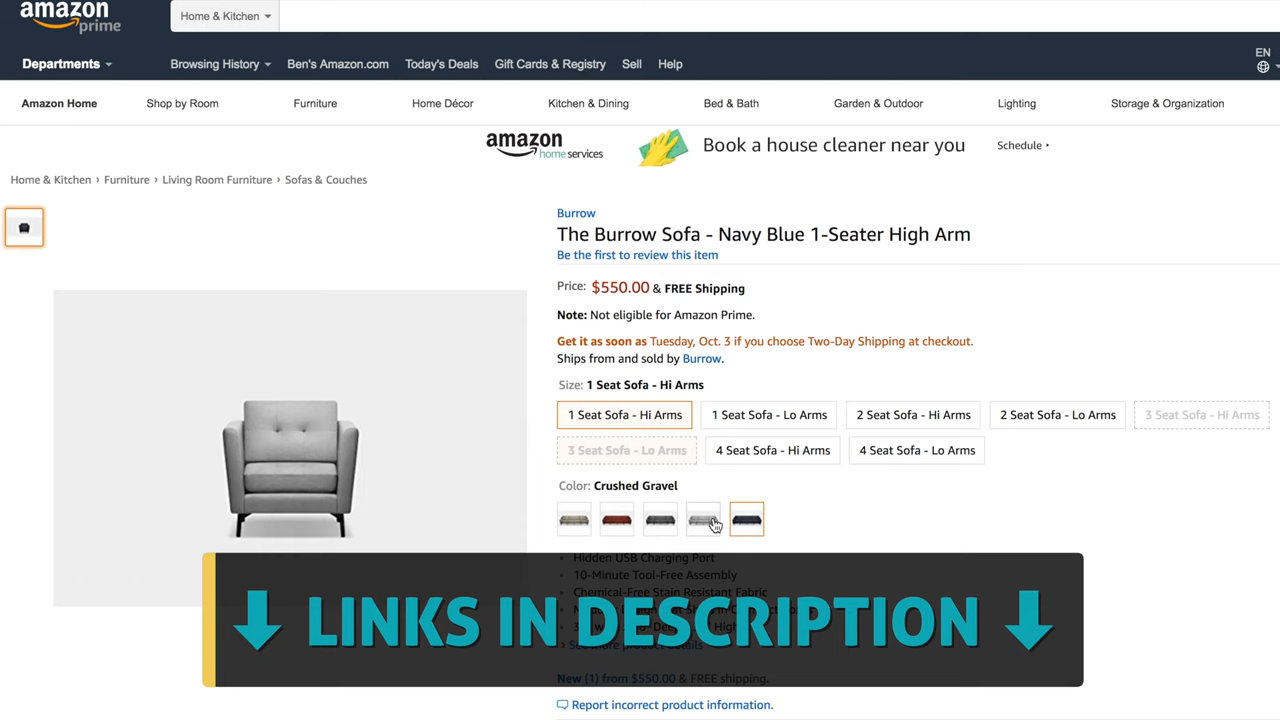 amazon
prime
Home & Kitchen
Departments
Browsing History
Ben's Amazon.com
Today's Deals
Gift Cards & Registry
Sell
Help
EN
Amazon Home
Shop by Room
Furniture
Home Décor
Kitchen & Dining
Bed & Bath
Garden & Outdoor
Lighting
Storage & Organization
amazon
home services
Book a house cleaner near you
Schedule
Home & Kitchen › Furniture › Living Room Furniture › Sofas & Couches
Burrow
The Burrow Sofa - Navy Blue 1-Seater High Arm
Be the first to review this item
Price: $550.00 & FREE Shipping
Note: Not eligible for Amazon Prime.
Get it as soon as Tuesday, Oct. 3 if you choose Two-Day Shipping at checkout.
Ships from and sold by Burrow.
Size: 1 Seat Sofa - Hi Arms
1 Seat Sofa - Hi Arms
1 Seat Sofa - Lo Arms
2 Seat Sofa - Hi Arms
2 Seat Sofa - Lo Arms
3 Seat Sofa - Hi Arms
3 Seat Sofa - Lo Arms
4 Seat Sofa - Hi Arms
4 Seat Sofa - Lo Arms
Color: Crushed Gravel
Hidden USB Charging Port
10-Minute Tool-Free Assembly
Chemical-Free Stain Resistant Fabric
LINKS IN DESCRIPTION
› See more product details
New (1) from $550.00 & FREE shipping.
Report incorrect product information.